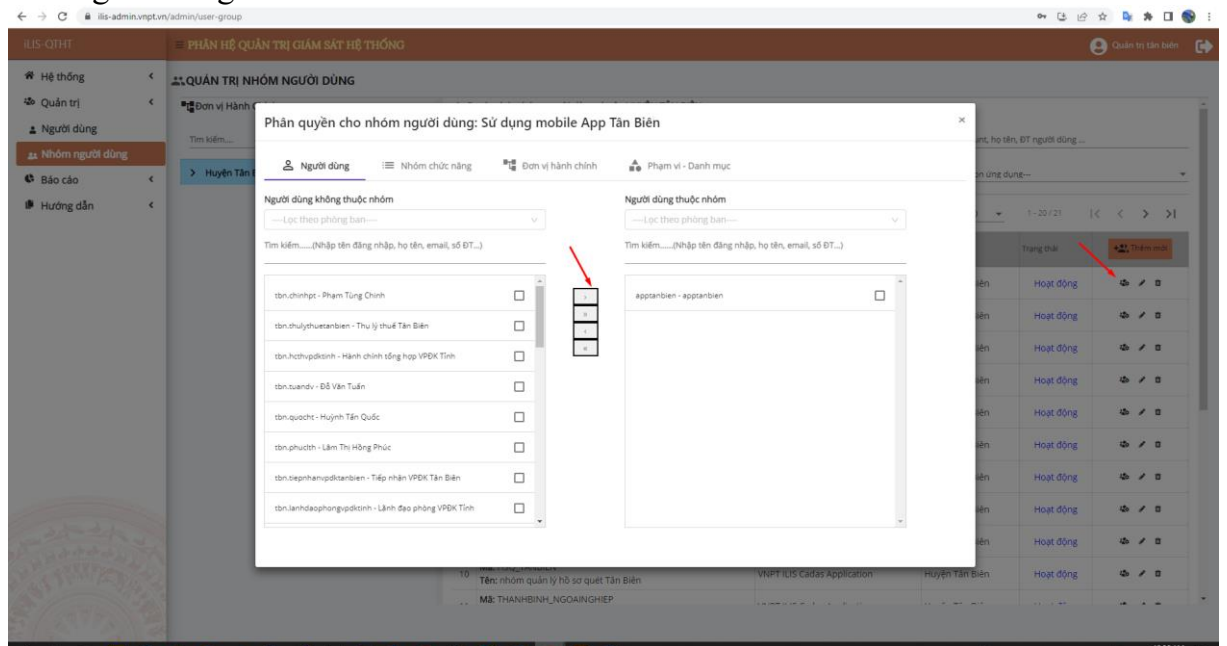 ilis-admin.vnpt.vn/admin/user-group
iLIS-QTHT
PHÂN HỆ QUẢN TRỊ GIÁM SÁT HỆ THỐNG
Quản trị tân biên
Hệ thống
Quản trị
Người dùng
Nhóm người dùng
Báo cáo
Hướng dẫn
QUẢN TRỊ NHÓM NGƯỜI DÙNG
Đơn vị Hành
Tìm kiếm....
Huyện Tân
Phân quyền cho nhóm người dùng: Sử dụng mobile App Tân Biên
×
Người dùng
Nhóm chức năng
Đơn vị hành chính
Phạm vi - Danh mục
Người dùng không thuộc nhóm
----Lọc theo phòng ban----
Tìm kiếm.......(Nhập tên đăng nhập, họ tên, email, số ĐT...)
tbn.chinhpt - Phạm Tùng Chinh
tbn.thulythuetanbien - Thụ lý thuế Tân Biên
tbn.hcthvpdktinh - Hành chính tổng hợp VPĐK Tỉnh
tbn.tuandv - Đỗ Văn Tuấn
tbn.quocht - Huỳnh Tấn Quốc
tbn.phuclth - Lâm Thị Hồng Phúc
tbn.tiepnhanvpdktanbien - Tiếp nhận VPĐK Tân Biên
tbn.lanhdaophongvpdktinh - Lãnh đạo phòng VPĐK Tỉnh
Người dùng thuộc nhóm
----Lọc theo phòng ban----
Tìm kiếm.......(Nhập tên đăng nhập, họ tên, email, số ĐT...)
apptanbien - apptanbien
họ tên, ĐT người dùng ...
ứng dụng---
1 - 20 / 21
Trạng thái
Thêm mới
iên
Hoạt động
iên
Hoạt động
iên
Hoạt động
iên
Hoạt động
iên
Hoạt động
iên
Hoạt động
iên
Hoạt động
iên
Hoạt động
iên
Hoạt động
10
Tên: nhóm quản lý hồ sơ quét Tân Biên
VNPT ILIS Cadas Application
Huyện Tân Biên
Hoạt động
Mã: THANHBINH_NGOAINGHIEP